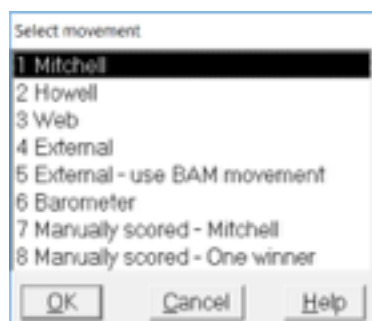 Select movement
1 Mitchell
2 Howell
3 Web
4 External
5 External - use BAM movement
6 Barometer
7 Manually scored - Mitchell
8 Manually scored - One winner
OK Cancel Help